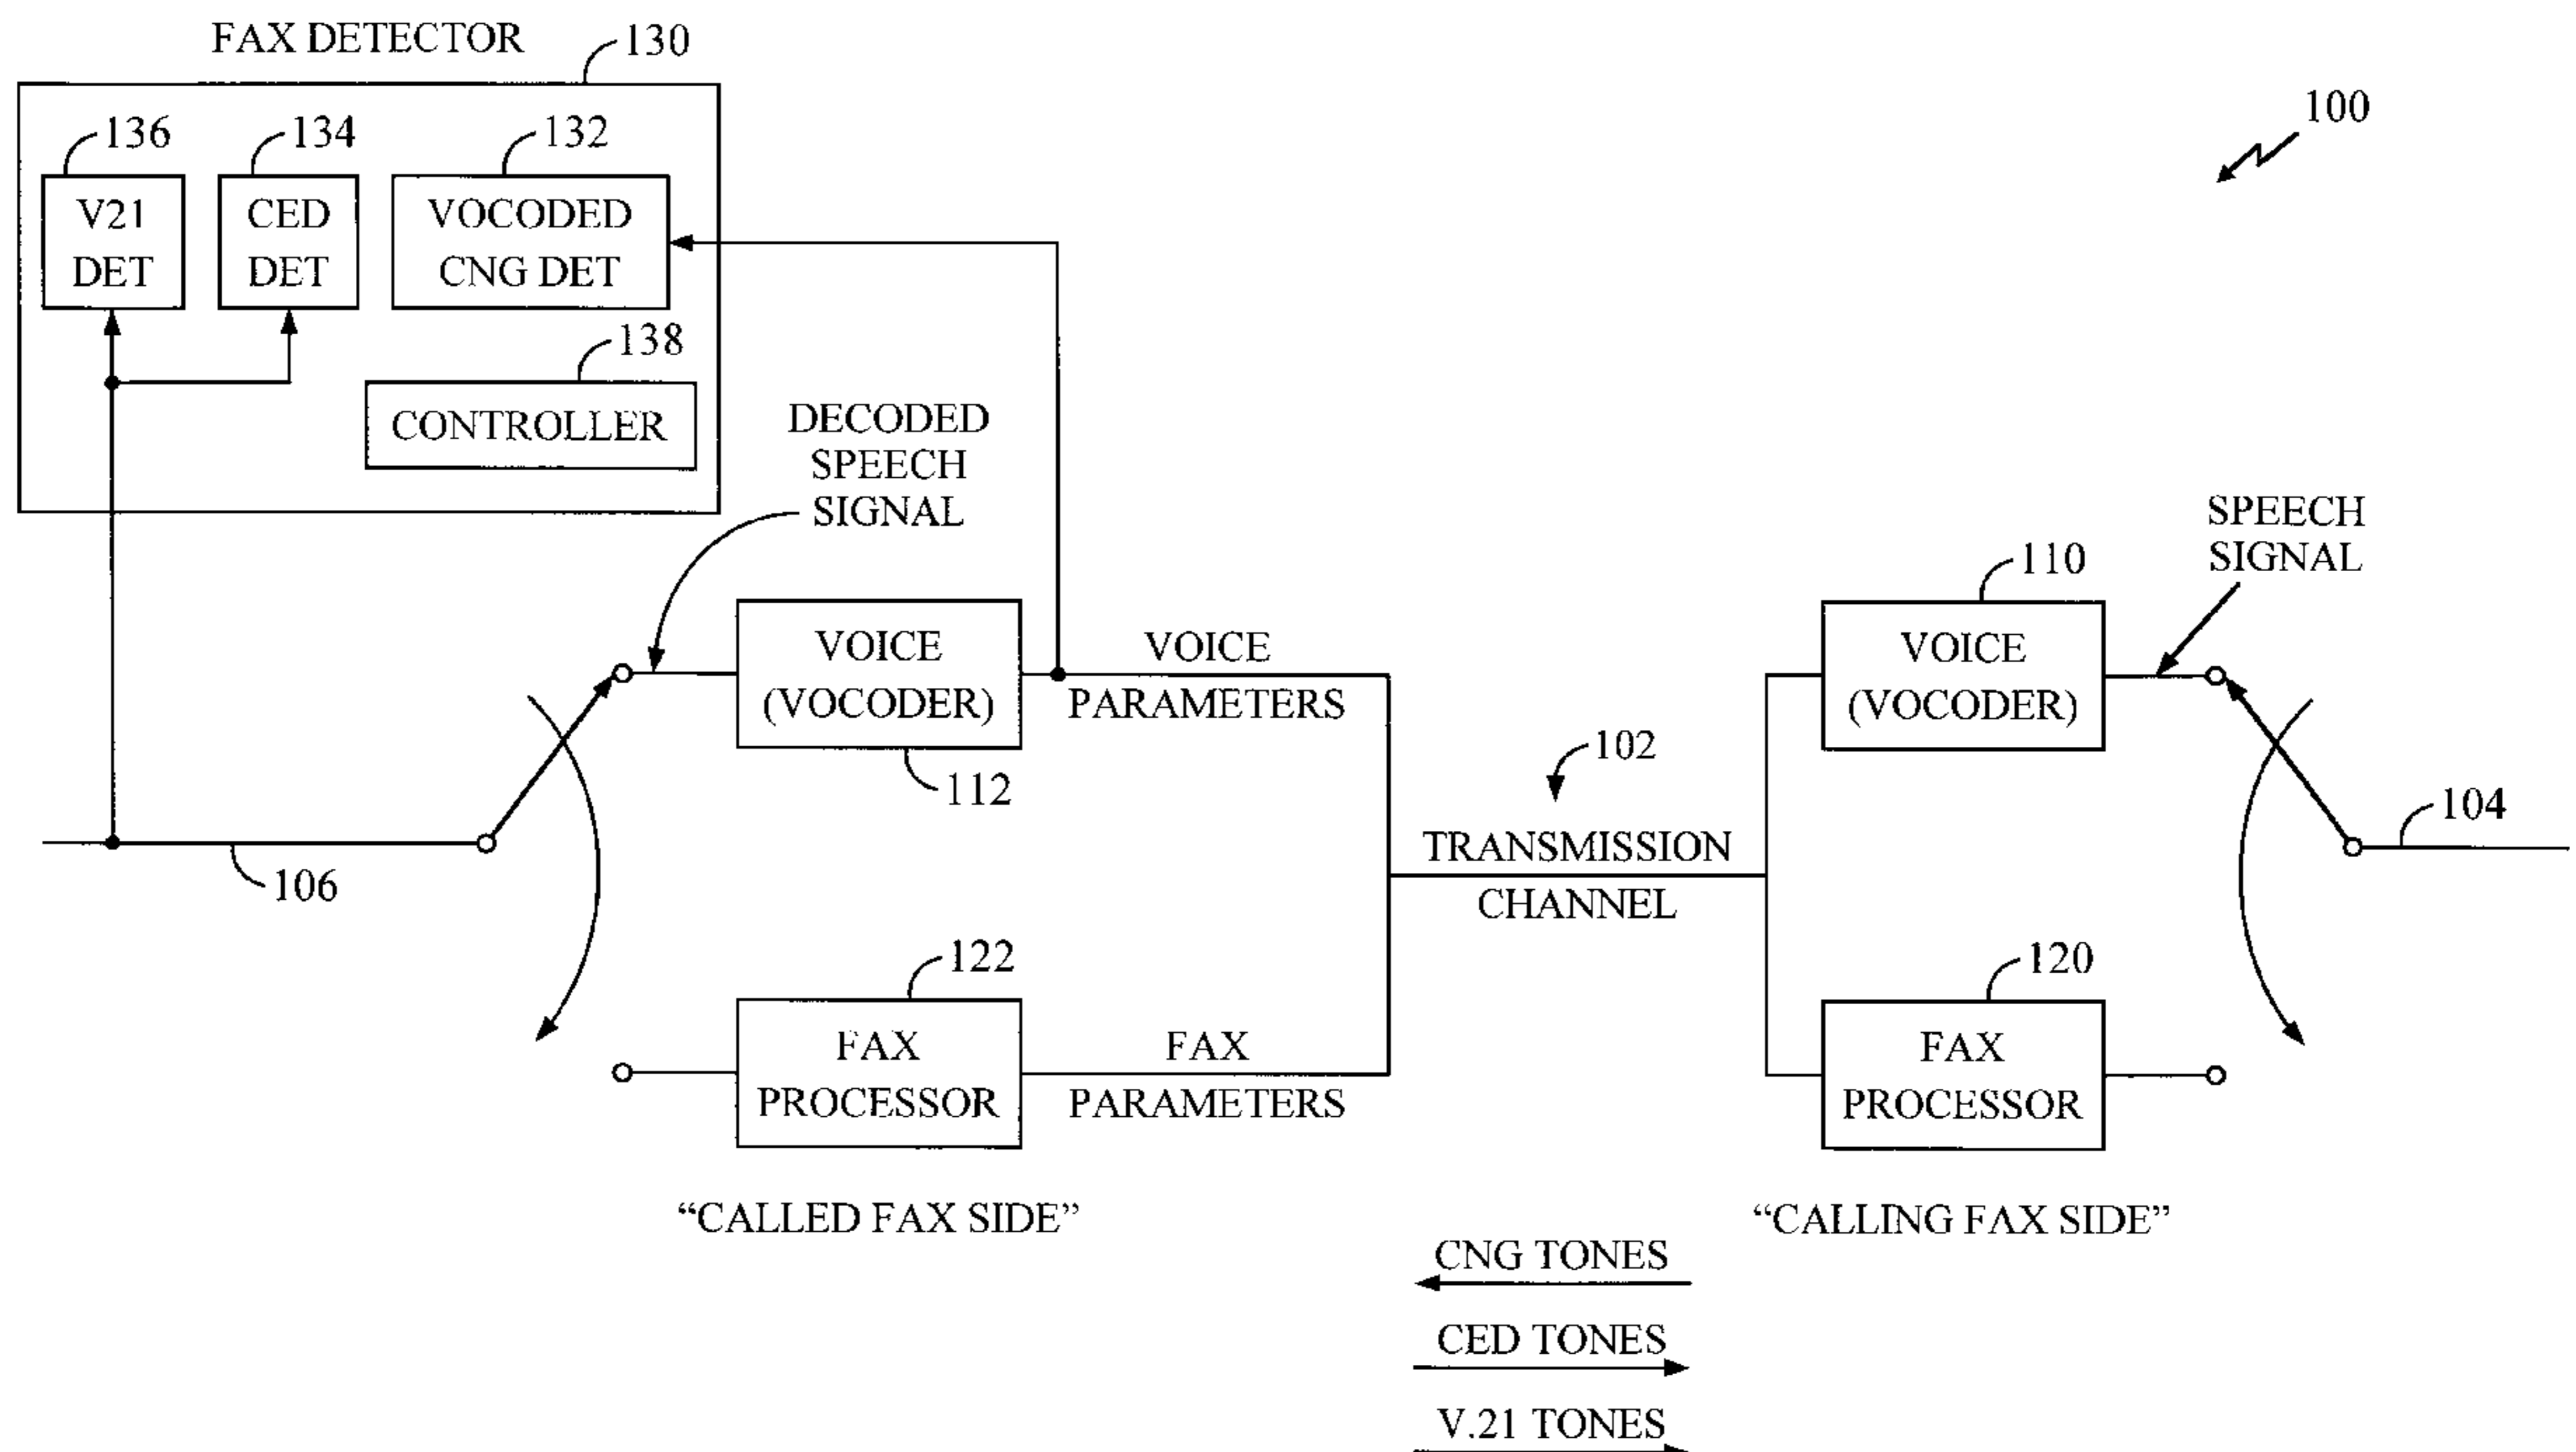 FAX DETECTOR
130
136
134
132
V21
DET
CED
DET
VOCODED
CNG DET
138
CONTROLLER
100
DECODED
SPEECH
SIGNAL
VOICE
(VOCODER)
112
VOICE
PARAMETERS
106
122
FAX
PROCESSOR
FAX
PARAMETERS
102
TRANSMISSION
CHANNEL
SPEECH
SIGNAL
110
VOICE
(VOCODER)
104
120
FAX
PROCESSOR
“CALLED FAX SIDE”
“CALLING FAX SIDE”
CNG TONES
CED TONES
V.21 TONES